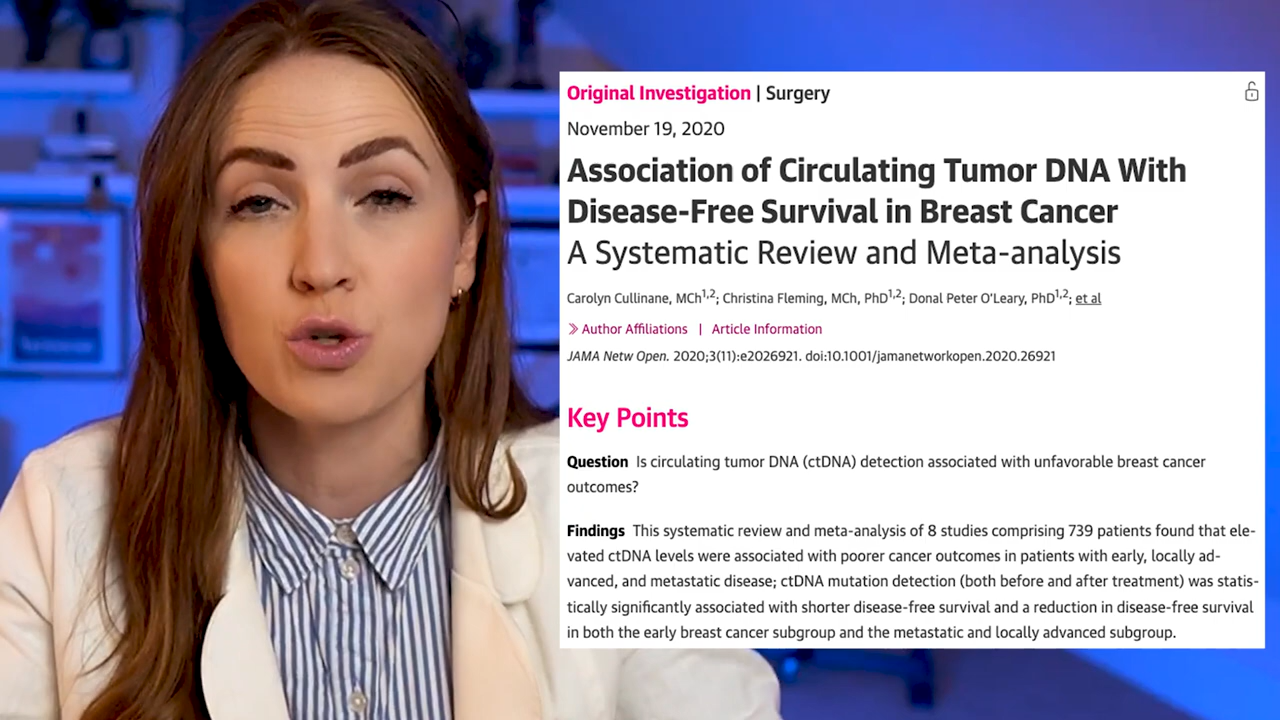 Original Investigation | Surgery
November 19, 2020
Association of Circulating Tumor DNA With
Disease-Free Survival in Breast Cancer
A Systematic Review and Meta-analysis
Carolyn Cullinane, MCh1,2; Christina Fleming, MCh, PhD1,2; Donal Peter O’Leary, PhD1,2; et al
Author Affiliations | Article Information
JAMA Netw Open. 2020;3(11):e2026921. doi:10.1001/jamanetworkopen.2020.26921
Key Points
Question Is circulating tumor DNA (ctDNA) detection associated with unfavorable breast cancer
outcomes?
Findings This systematic review and meta-analysis of 8 studies comprising 739 patients found that ele-
vated ctDNA levels were associated with poorer cancer outcomes in patients with early, locally ad-
vanced, and metastatic disease; ctDNA mutation detection (both before and after treatment) was statis-
tically significantly associated with shorter disease-free survival and a reduction in disease-free survival
in both the early breast cancer subgroup and the metastatic and locally advanced subgroup.